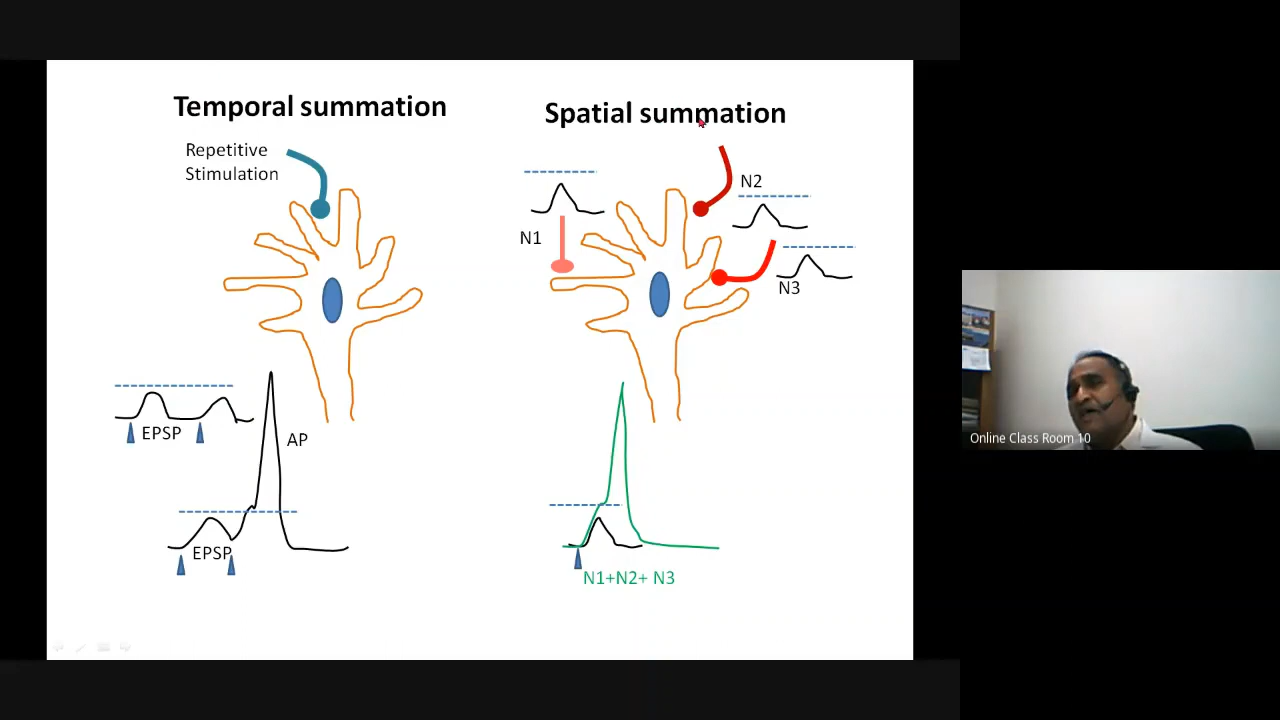 Temporal summation
Repetitive
Stimulation
EPSP
AP
EPSP
Spatial summation
N1
N2
N3
N1+N2+ N3
Online Class Room 10